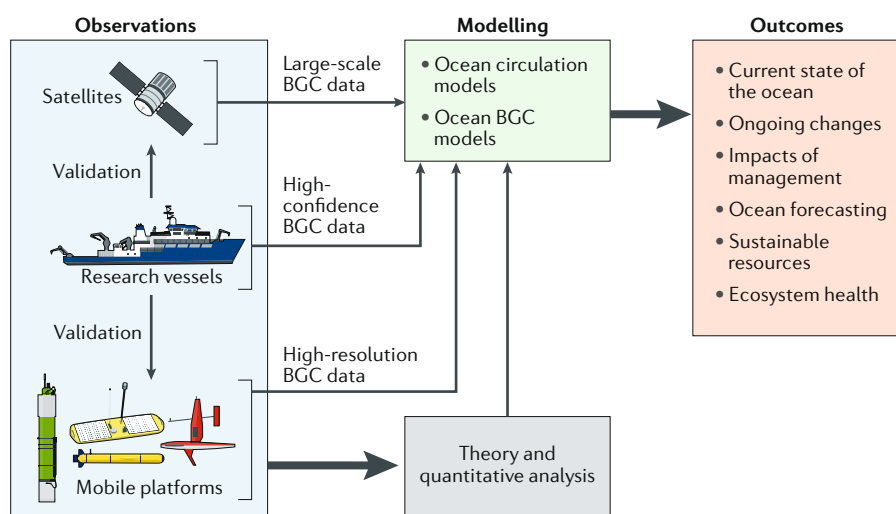 Observations
Satellites
Validation
Research vessels
Validation
Mobile platforms
Large-scale
BGC data
High-
confidence
BGC data
High-resolution
BGC data
Modelling
• Ocean circulation
models
• Ocean BGC
models
Theory and
quantitative analysis
Outcomes
• Current state of
the ocean
• Ongoing changes
• Impacts of
management
• Ocean forecasting
• Sustainable
resources
• Ecosystem health